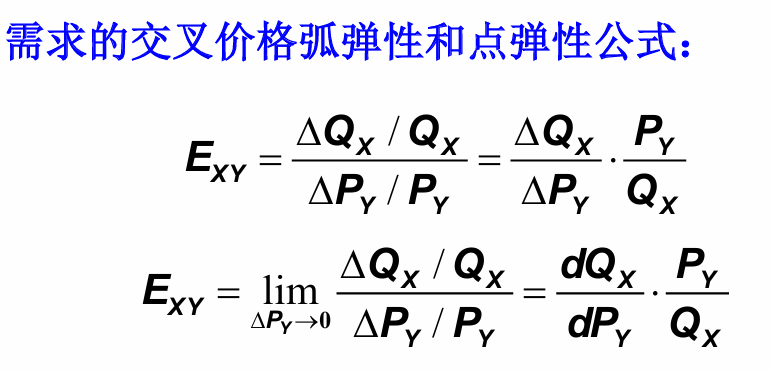 需求的交叉价格弧弹性和点弹性公式：
E_{XY} = \frac{\Delta Q_X / Q_X}{\Delta P_Y / P_Y} = \frac{\Delta Q_X}{\Delta P_Y} \cdot \frac{P_Y}{Q_X}
E_{XY} = \lim_{\Delta P_Y \to 0} \frac{\Delta Q_X / Q_X}{\Delta P_Y / P_Y} = \frac{dQ_X}{dP_Y} \cdot \frac{P_Y}{Q_X}